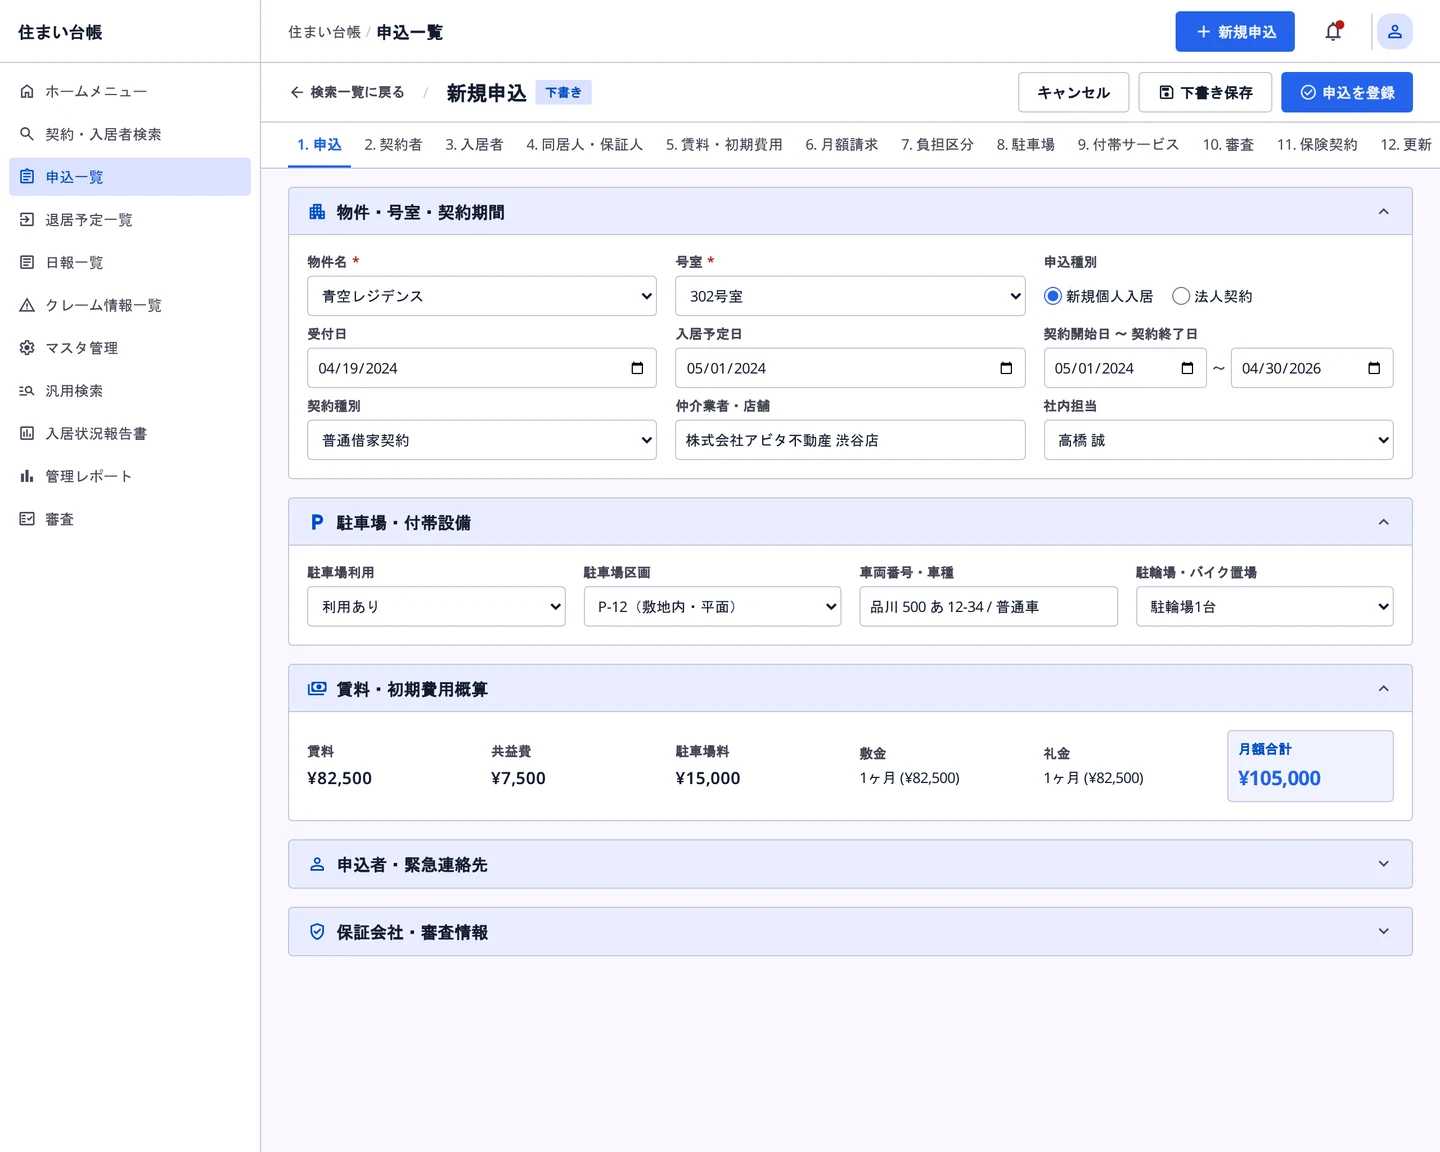 住まい台帳
住まい台帳 / 申込一覧
+ 新規申込
ホームメニュー
契約・入居者検索
申込一覧
退居予定一覧
日報一覧
クレーム情報一覧
マスタ管理
汎用検索
入居状況報告書
管理レポート
審査
← 検索一覧に戻る / 新規申込 下書き
キャンセル
下書き保存
申込を登録
1. 申込 2. 契約者 3. 入居者 4. 同居人・保証人 5. 賃料・初期費用 6. 月額請求 7. 負担区分 8. 駐車場 9. 付帯サービス 10. 審査 11. 保険契約 12. 更新
物件・号室・契約期間
物件名 * 号室 * 申込種別
青空レジデンス 302号室 新規個人入居 法人契約
受付日 入居予定日 契約開始日 〜 契約終了日
04/19/2024 05/01/2024 05/01/2024 〜 04/30/2026
契約種別 仲介業者・店舗 社内担当
普通借家契約 株式会社アビタ不動産 渋谷店 高橋 誠
P 駐車場・付帯設備
駐車場利用 駐車場区画 車両番号・車種 駐輪場・バイク置場
利用あり P-12（敷地内・平面） 品川 500 あ 12-34 / 普通車 駐輪場1台
賃料・初期費用概算
賃料 共益費 駐車場料 敷金 礼金 月額合計
¥82,500 ¥7,500 ¥15,000 1ヶ月 (¥82,500) 1ヶ月 (¥82,500) ¥105,000
申込者・緊急連絡先
保証会社・審査情報